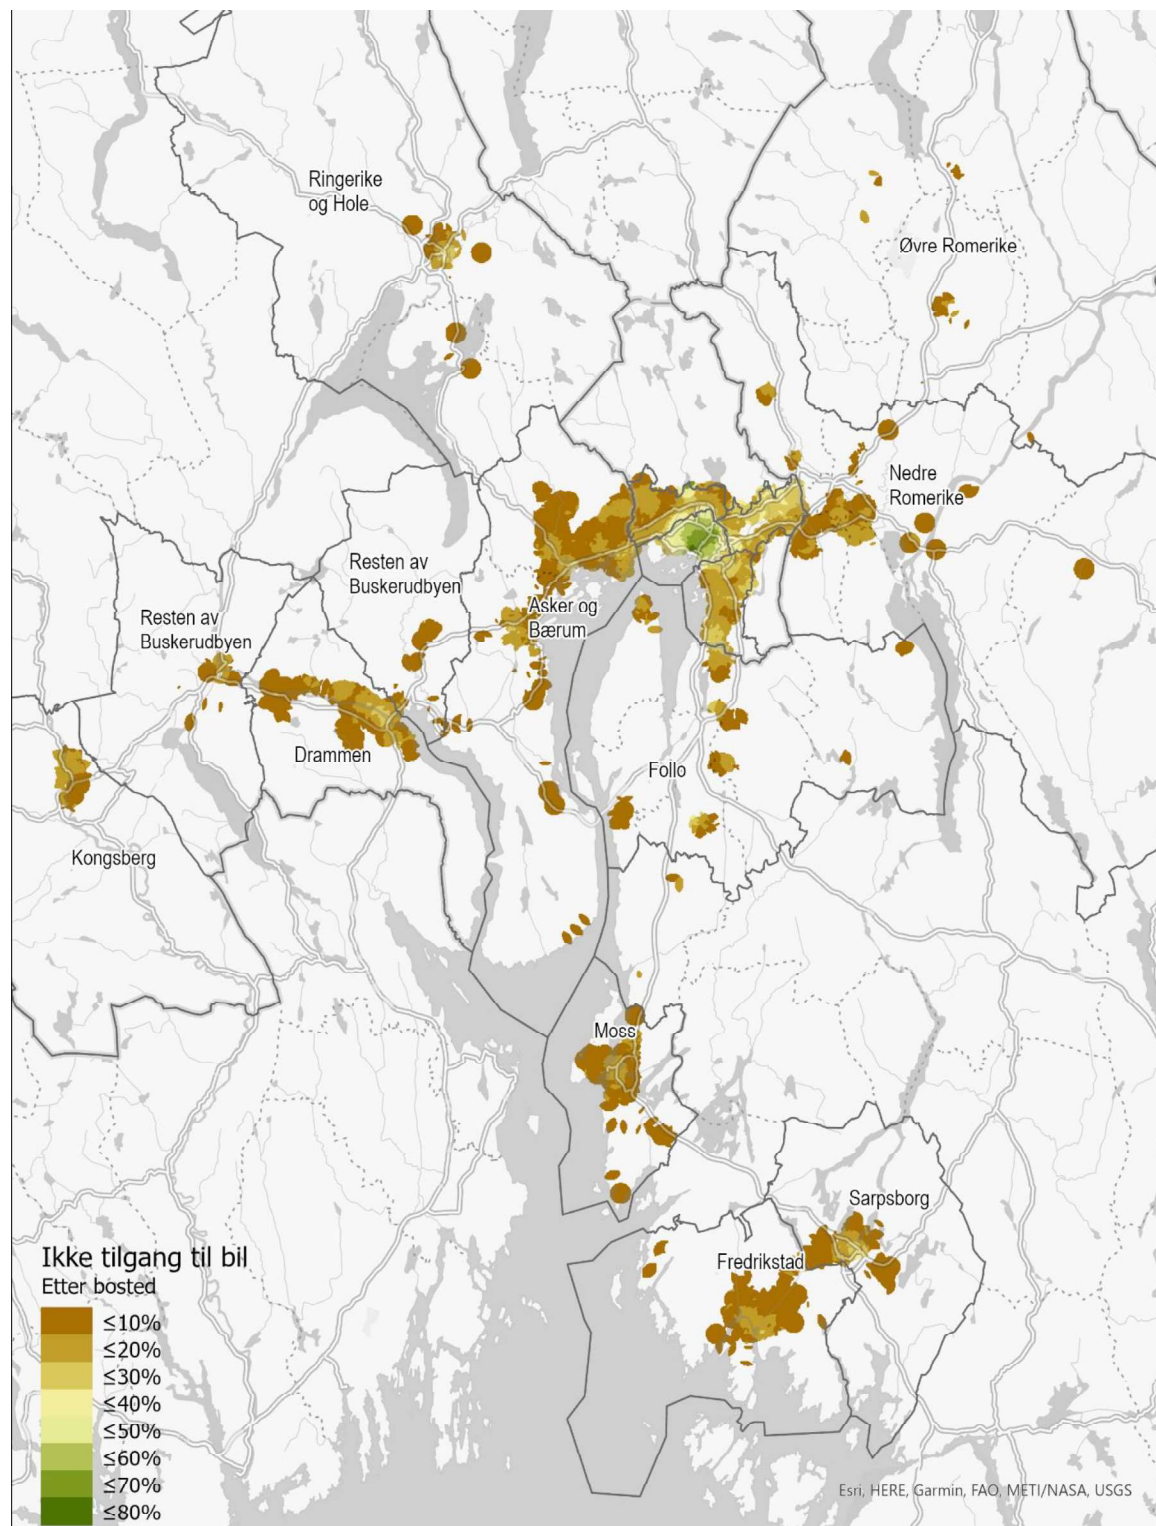 Ringerike
og Hole
Øvre Romerike
Nedre
Romerike
Resten av
Buskerudbyen
Asker og
Bærum
Resten av
Buskerudbyen
Drammen
Follo
Kongsberg
Moss
Sarpsborg
Fredrikstad
Ikke tilgang til bil
Etter bosted
≤10%
≤20%
≤30%
≤40%
≤50%
≤60%
≤70%
≤80%
Esri, HERE, Garmin, FAO, METI/NASA, USGS